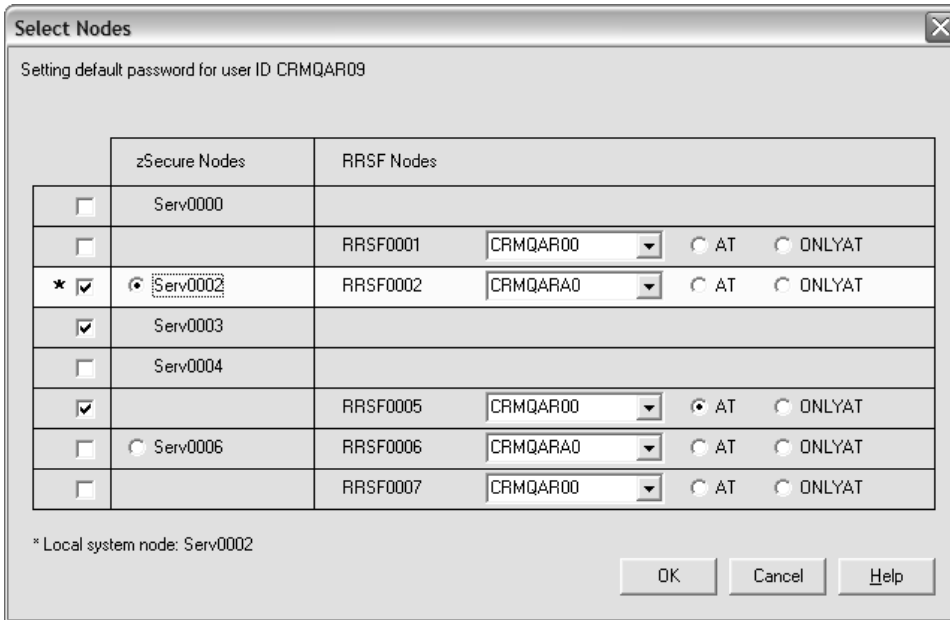 Select Nodes
Setting default password for user ID CRMQAR09
zSecure Nodes RRSF Nodes
Serv0000
RRSF0001 CRMQAR00 AT ONLYAT
* Serv0002 RRSF0002 CRMQARA0 AT ONLYAT
Serv0003
Serv0004
RRSF0005 CRMQAR00 AT ONLYAT
Serv0006 RRSF0006 CRMQARA0 AT ONLYAT
RRSF0007 CRMQAR00 AT ONLYAT
* Local system node: Serv0002
OK Cancel Help